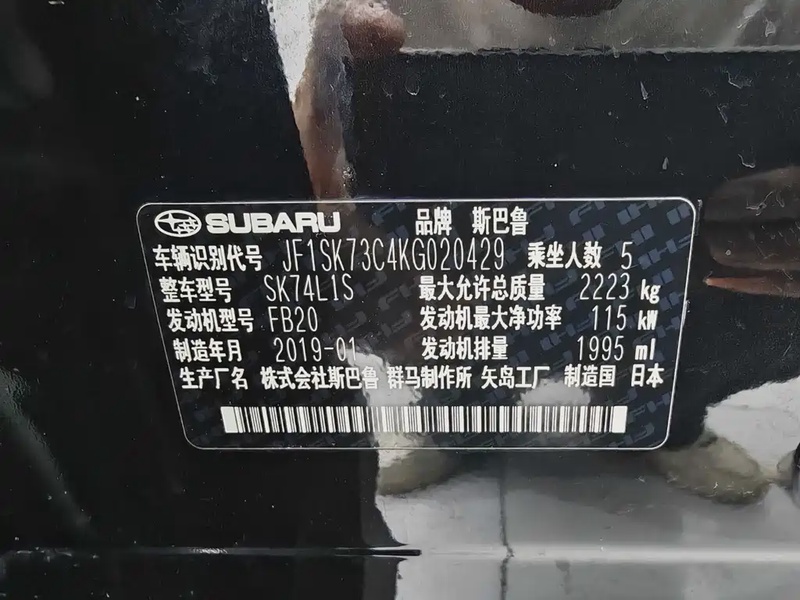 SUBARU 品牌 斯巴鲁
车辆识别代号 JF1SK73C4KG020429 乘坐人数 5
整车型号 SK74L1S 最大允许总质量 2223 kg
发动机型号 FB20 发动机最大净功率 115 kW
制造年月 2019-01 发动机排量 1995 ml
生产厂名 株式会社斯巴鲁 群马制作所 矢岛工厂 制造国 日本